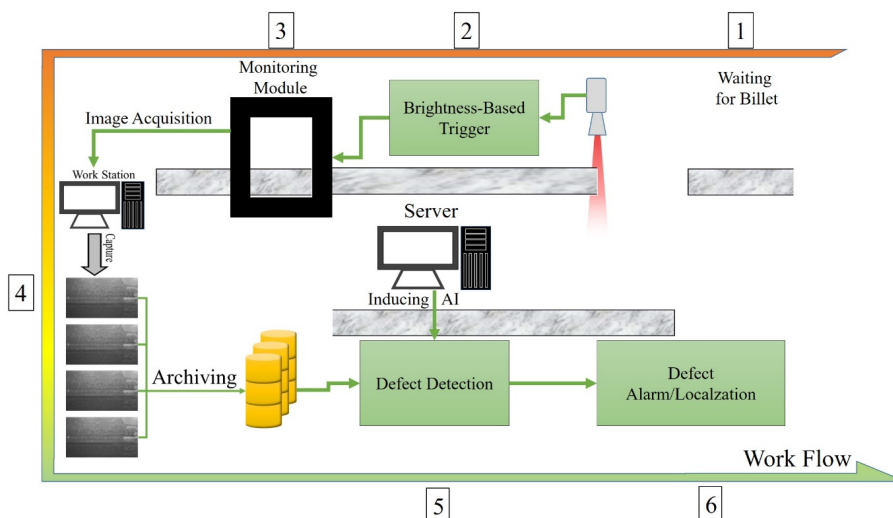 3
2
1
Monitoring
Module
Waiting
for Billet
Brightness-Based
Trigger
Image Acquisition
Work Station
Server
Capture
4
Inducing AI
Archiving
Defect Detection
Defect
Alarm/Localzation
Work Flow
5
6